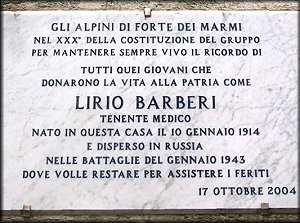 GLI ALPINI DI FORTE DEI MARMI
NEL XXX° DELLA COSTITUZIONE DEL GRUPPO
PER MANTENERE SEMPRE VIVO IL RICORDO DI
TUTTI QUEI GIOVANI CHE
DONARONO LA VITA ALLA PATRIA COME
LIRIO BARBERI
TENENTE MEDICO
NATO IN QUESTA CASA IL 10 GENNAIO 1914
E DISPERSO IN RUSSIA
NELLE BATTAGLIE DEL GENNAIO 1943
DOVE VOLLE RESTARE PER ASSISTERE I FERITI
17 OTTOBRE 2004